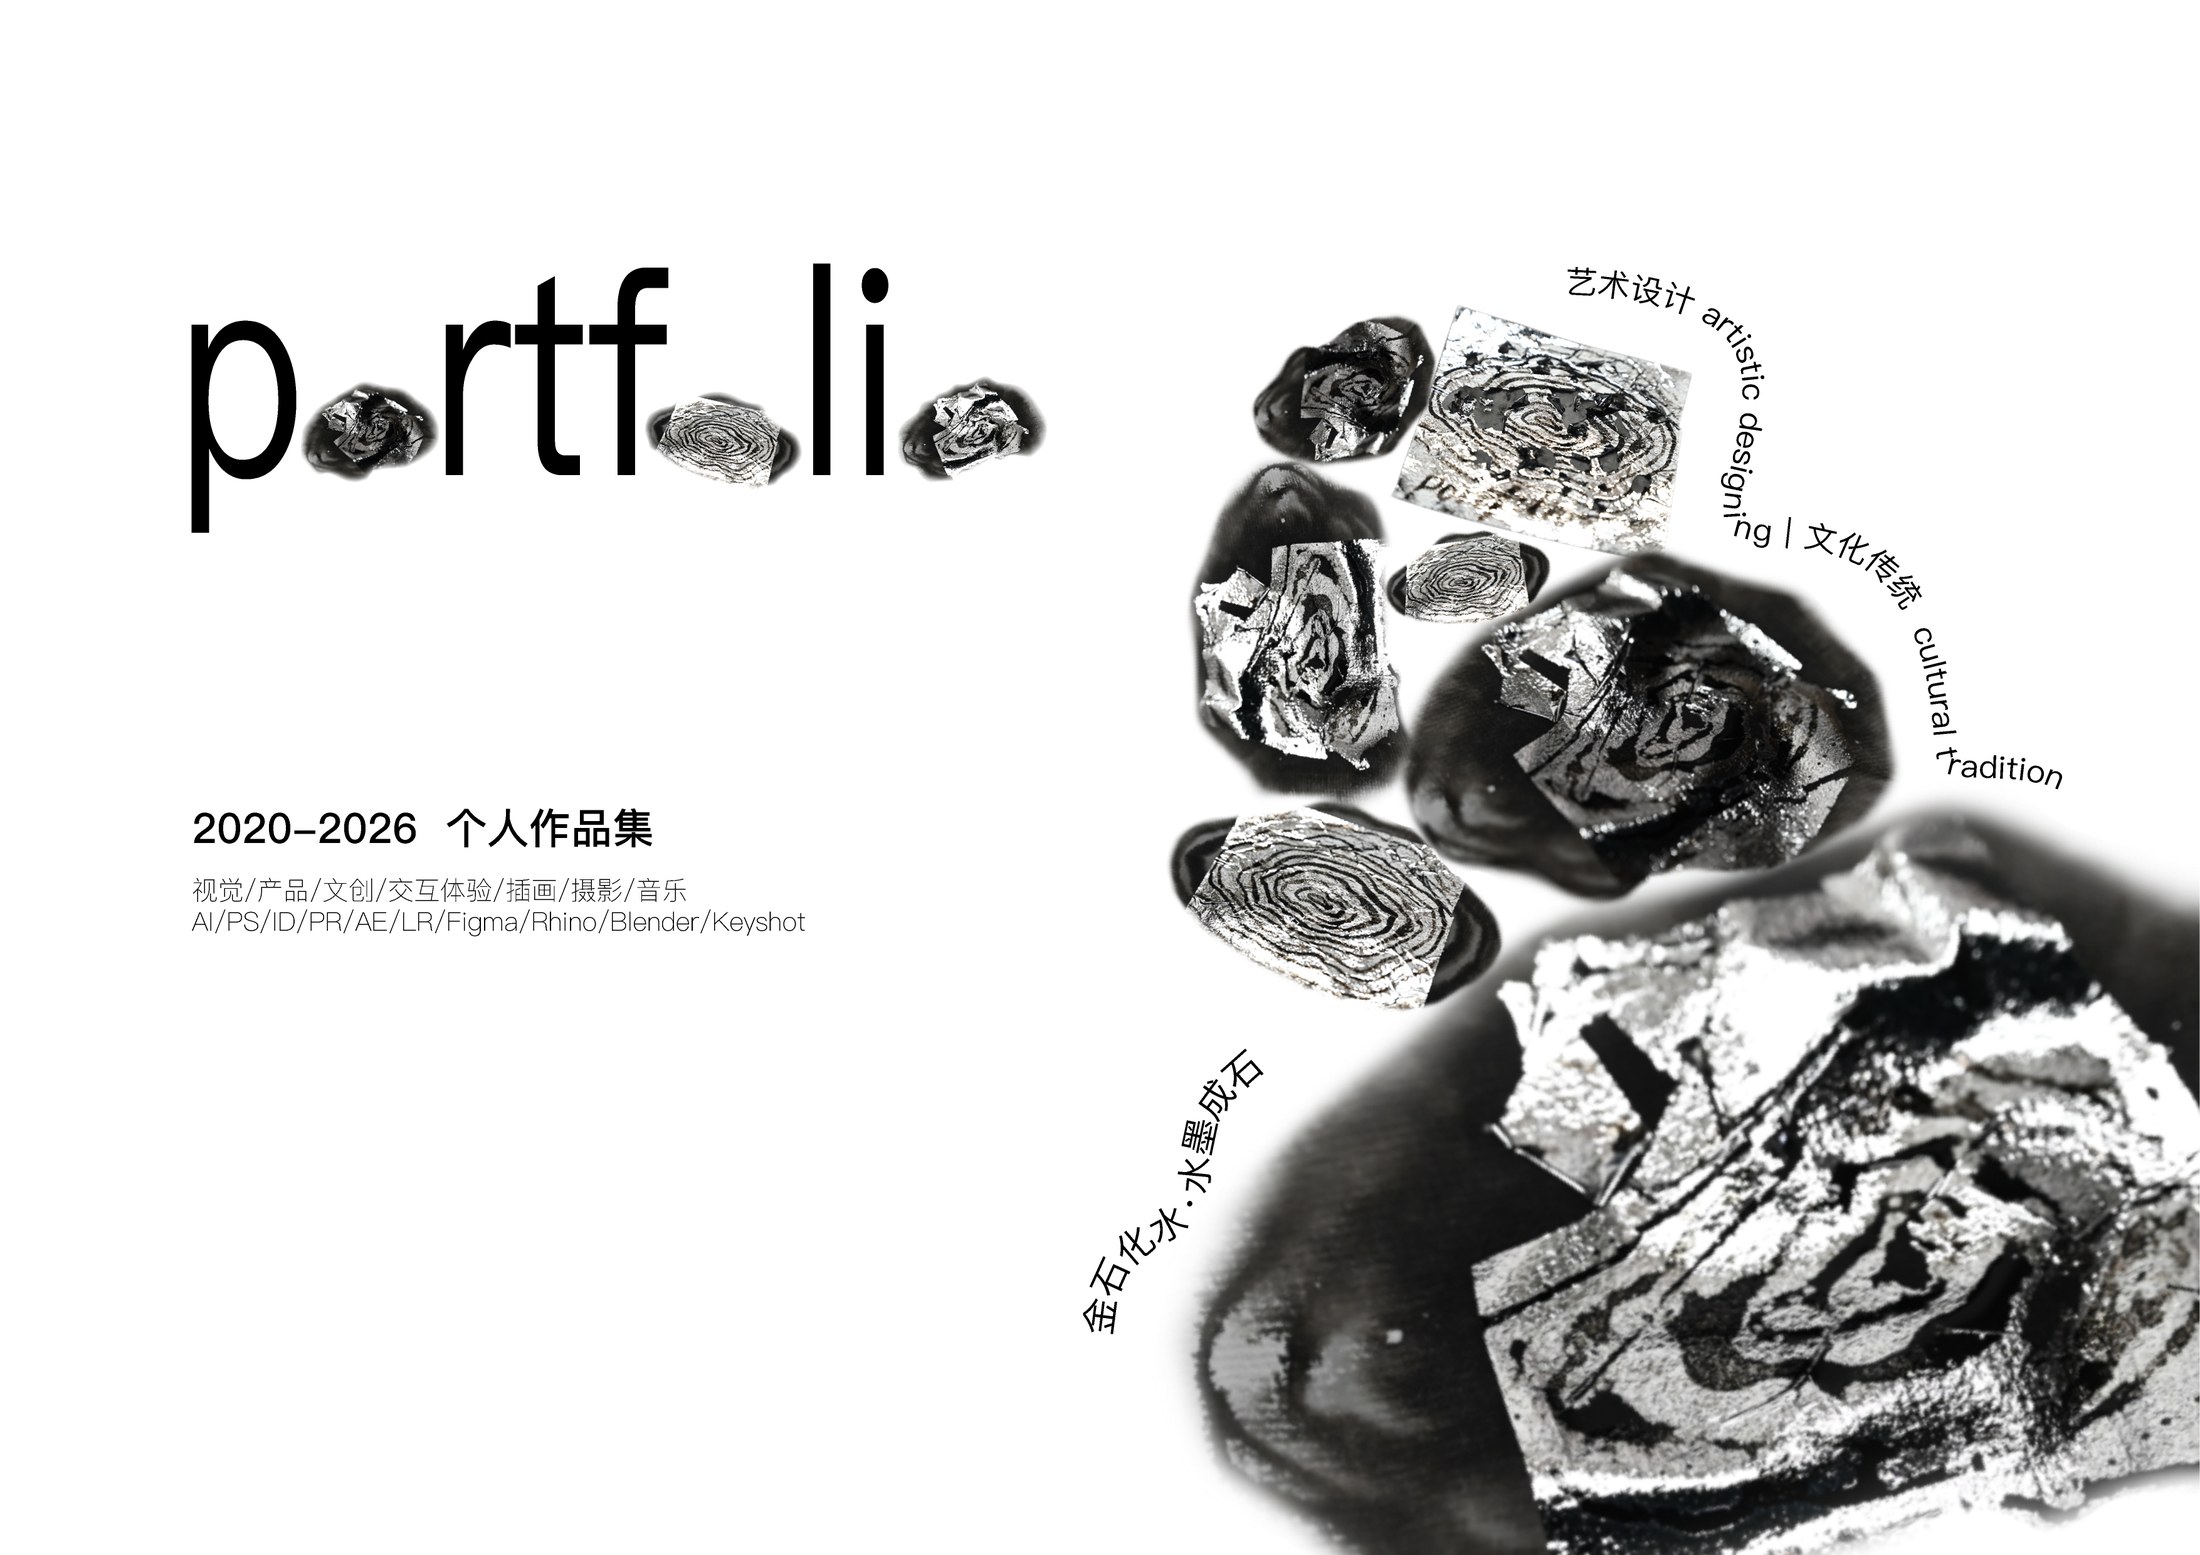 portfolio
2020–2026 个人作品集
视觉/产品/文创/交互体验/插画/摄影/音乐
AI/PS/ID/PR/AE/LR/Figma/Rhino/Blender/Keyshot
艺术设计 artistic designing | 文化传统 cultural tradition
金石化水·水墨成石